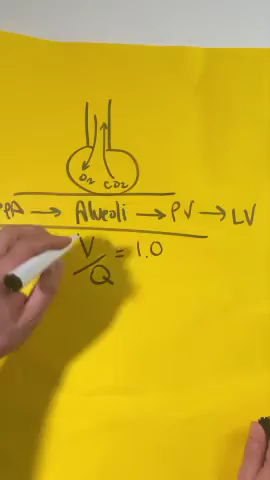 O2 CO2
PA → Alveoli → PV → LV
V/Q = 1.0